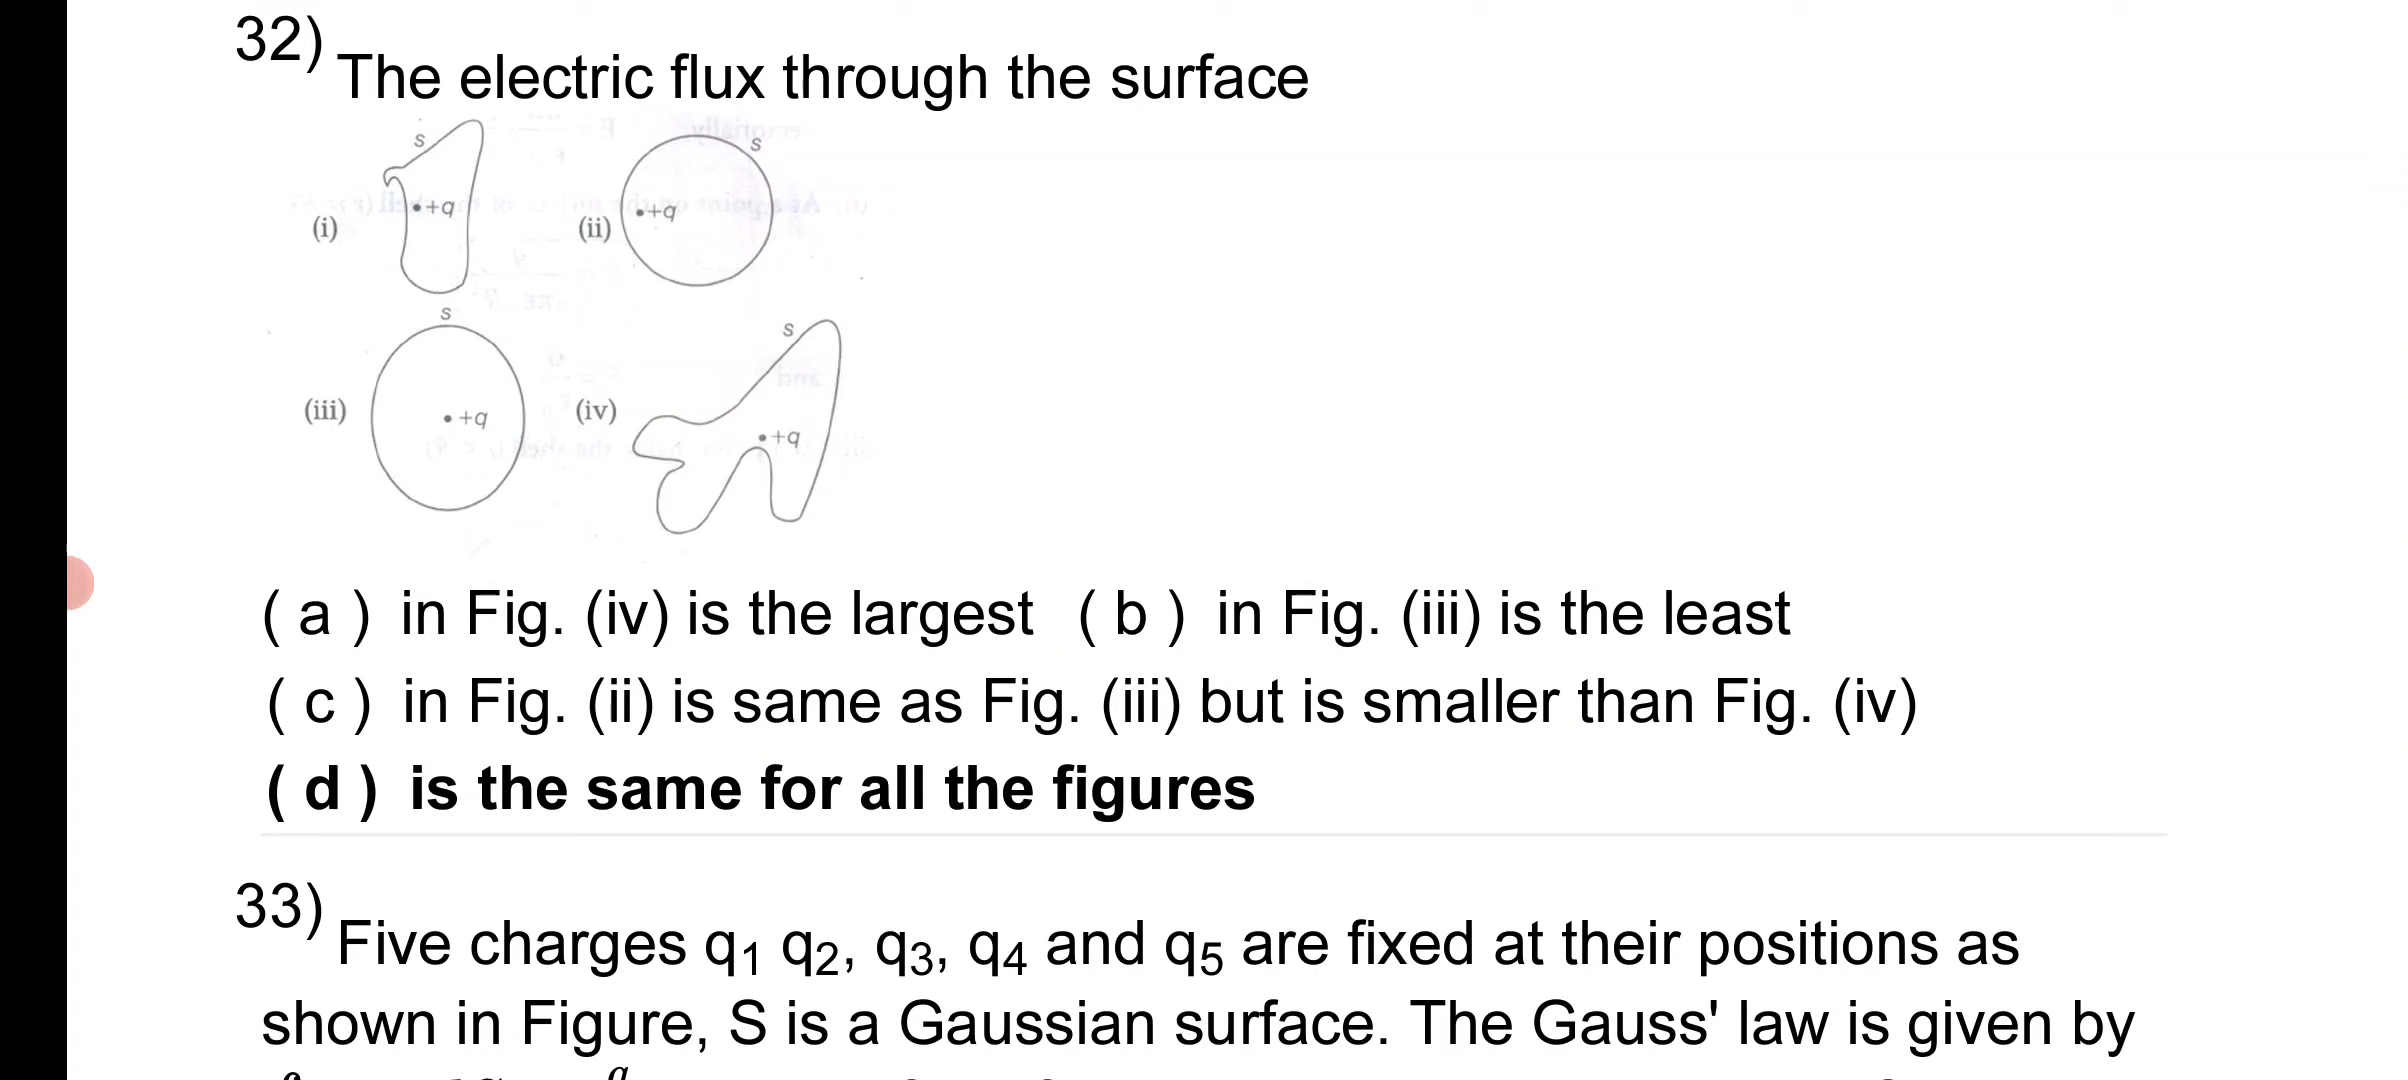 32)
The electric flux through the surface
s
s
(i)
•+q
(ii)
•+q
s
s
(iii)
•+q
(iv)
•+q
( a ) in Fig. (iv) is the largest ( b ) in Fig. (iii) is the least
( c ) in Fig. (ii) is same as Fig. (iii) but is smaller than Fig. (iv)
( d ) is the same for all the figures
33)
Five charges q₁ q₂, q₃, q₄ and q₅ are fixed at their positions as
shown in Figure, S is a Gaussian surface. The Gauss' law is given by